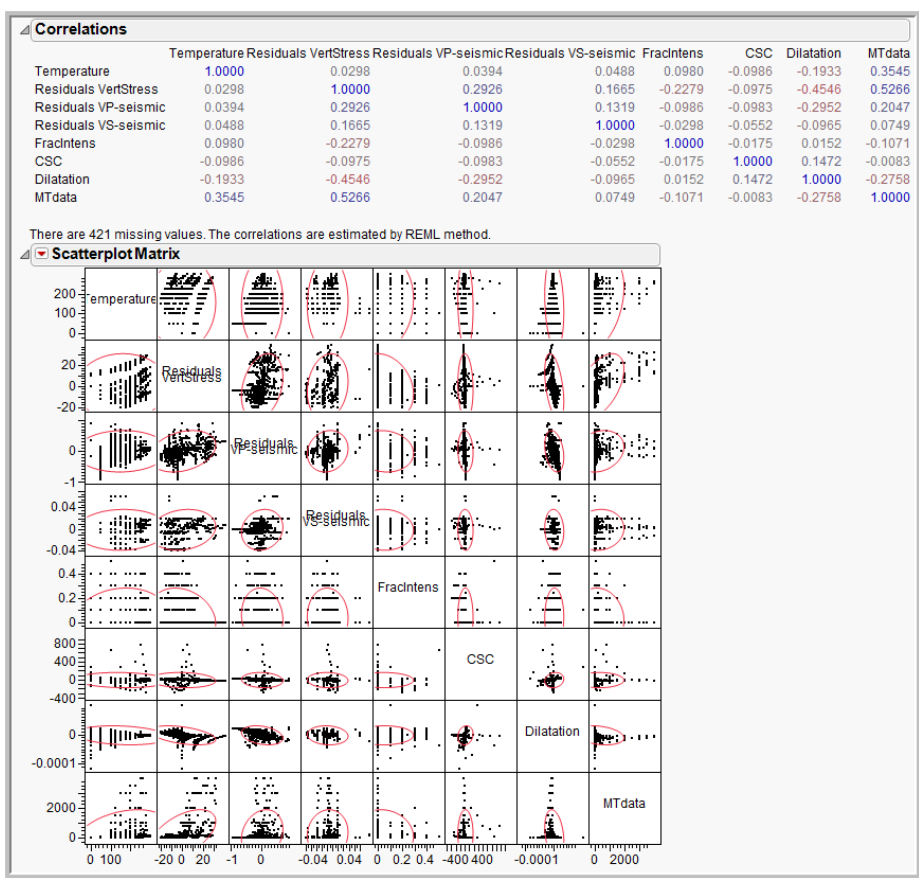 Correlations
Temperature Residuals VertStress Residuals VP-seismic Residuals VS-seismic FracIntens CSC Dilatation MTdata
Temperature 1.0000 0.0298 0.0394 0.0488 0.0980 -0.0986 -0.1933 0.3545
Residuals VertStress 0.0298 1.0000 0.2926 0.1665 -0.2279 -0.0975 -0.4546 0.5266
Residuals VP-seismic 0.0394 0.2926 1.0000 0.1319 -0.0986 -0.0983 -0.2952 0.2047
Residuals VS-seismic 0.0488 0.1665 0.1319 1.0000 -0.0298 -0.0552 -0.0965 0.0749
FracIntens 0.0980 -0.2279 -0.0986 -0.0298 1.0000 -0.0175 0.0152 -0.1071
CSC -0.0986 -0.0975 -0.0983 -0.0552 -0.0175 1.0000 0.1472 -0.0083
Dilatation -0.1933 -0.4546 -0.2952 -0.0965 0.0152 0.1472 1.0000 -0.2758
MTdata 0.3545 0.5266 0.2047 0.0749 -0.1071 -0.0083 -0.2758 1.0000
There are 421 missing values. The correlations are estimated by REML method.
Scatterplot Matrix
200
emperature
100
0
20
Residuals
VertStress
0
-20
Residuals
VP-seismic
0
-1
0.04
Residuals
VS-seismic
0
-0.04
0.4
FracIntens
0.2
0
800
CSC
400
0
-400
Dilatation
0
-0.0001
MTdata
2000
0
0 100 -20 0 20 -1 0 -0.04 0.04 0 0.2 0.4 -400 400 -0.0001 0 2000